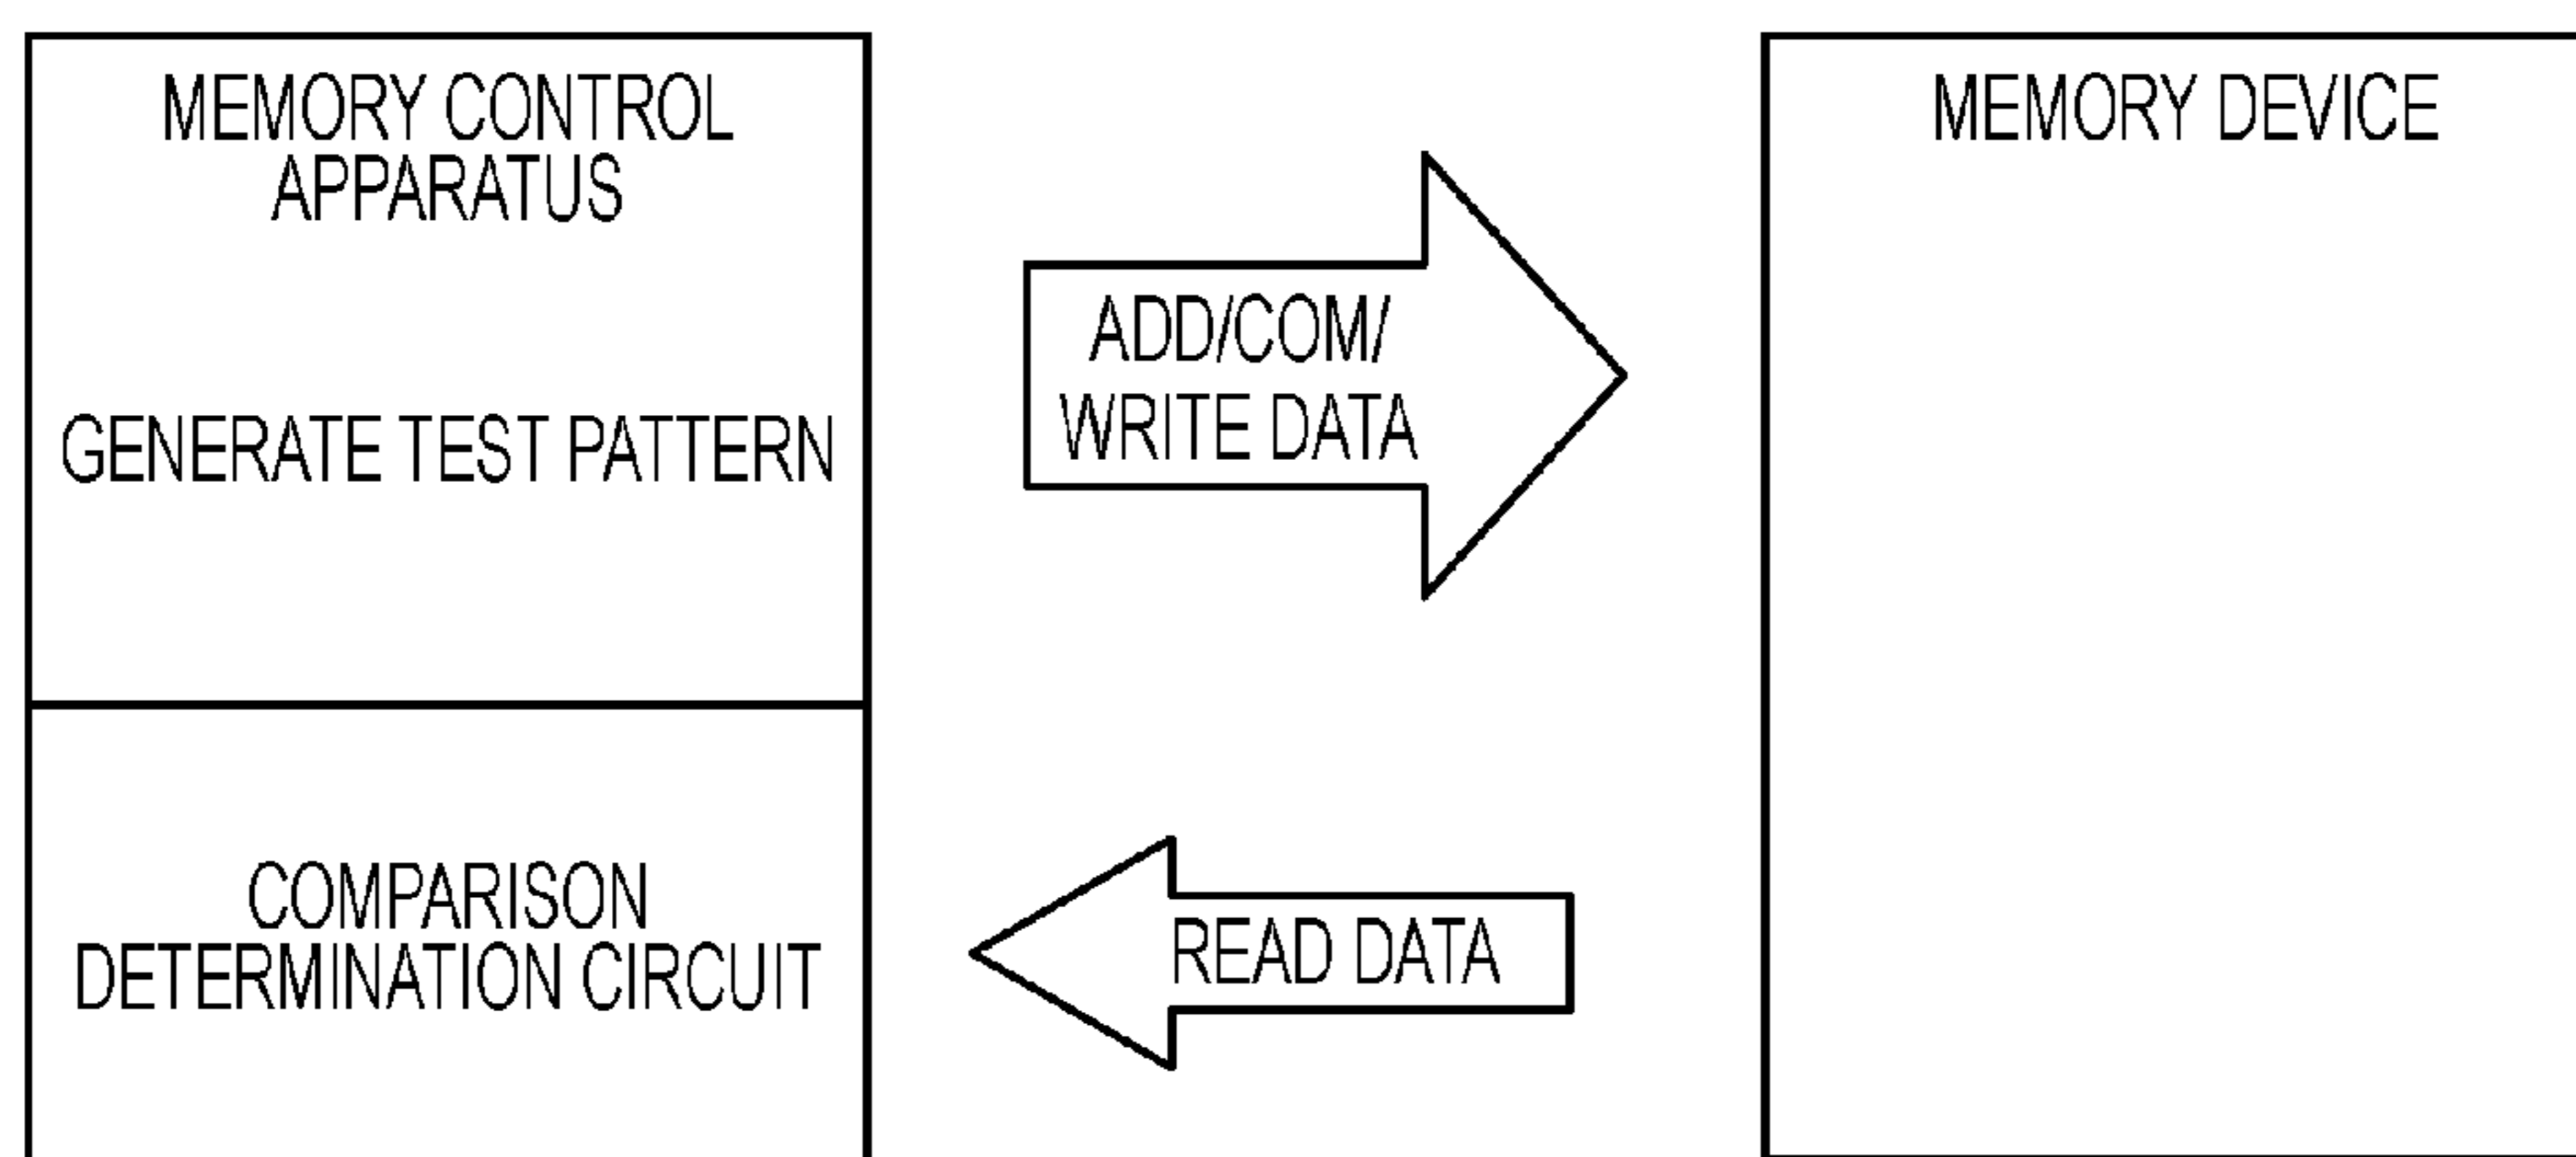 MEMORY CONTROL
APPARATUS
GENERATE TEST PATTERN
COMPARISON
DETERMINATION CIRCUIT
ADD/COM/
WRITE DATA
READ DATA
MEMORY DEVICE